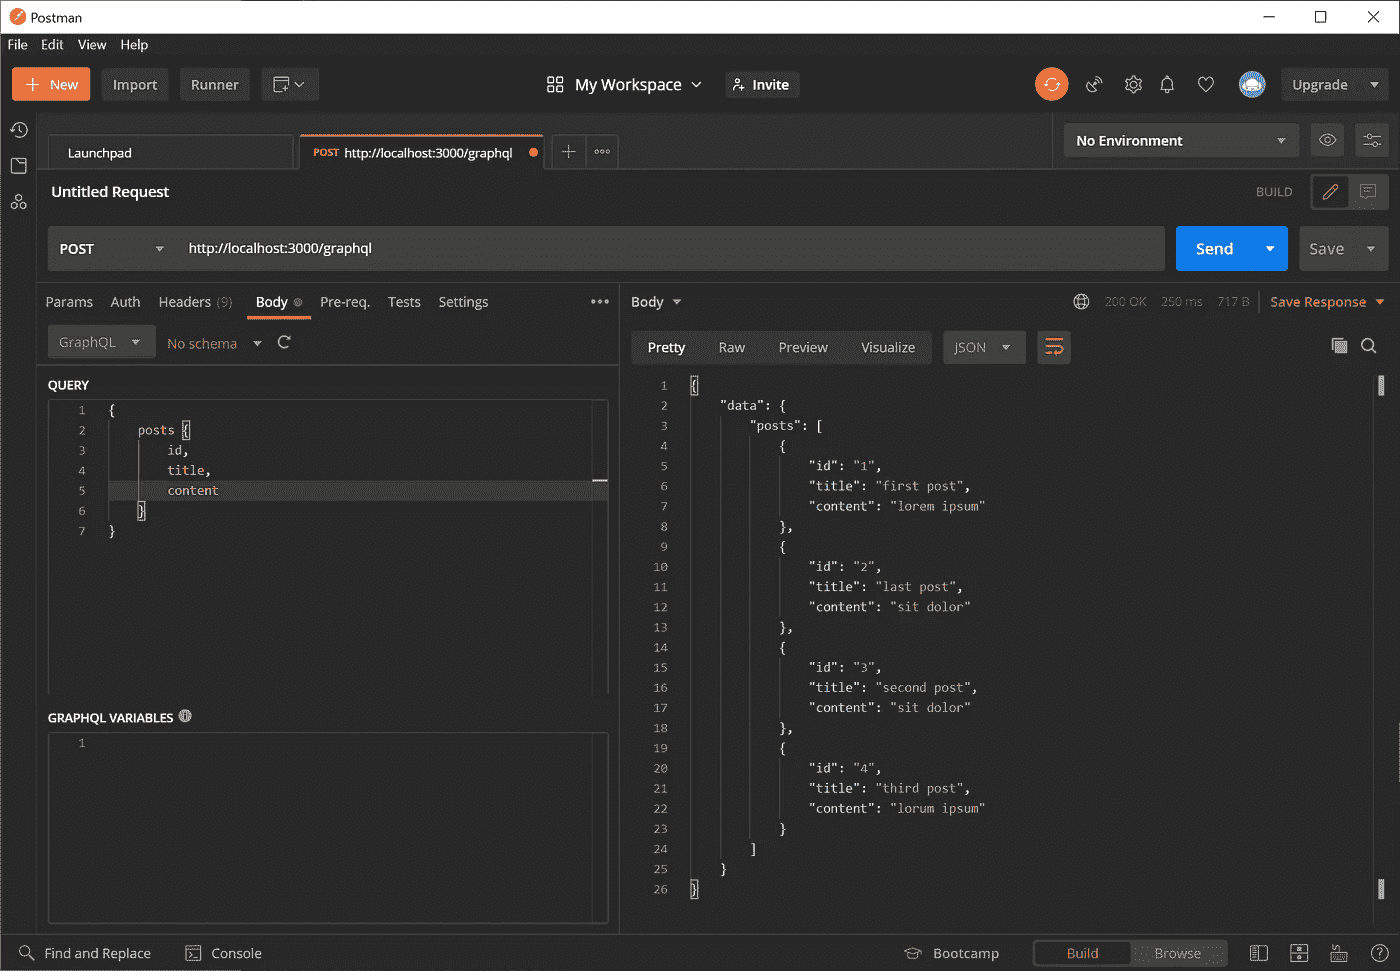 Postman
File Edit View Help
New Import Runner My Workspace Invite Upgrade
Launchpad POST http://localhost:3000/graphql No Environment
Untitled Request BUILD
POST http://localhost:3000/graphql Send Save
Params Auth Headers (9) Body Pre-req. Tests Settings
GraphQL No schema
QUERY
1 {
2 posts {
3 id,
4 title,
5 content
6 }
7 }
GRAPHQL VARIABLES
1
Body 200 OK 250 ms 717 B Save Response
Pretty Raw Preview Visualize JSON
1 {
2 "data": {
3 "posts": [
4 {
5 "id": "1",
6 "title": "first post",
7 "content": "lorem ipsum"
8 },
9 {
10 "id": "2",
11 "title": "last post",
12 "content": "sit dolor"
13 },
14 {
15 "id": "3",
16 "title": "second post",
17 "content": "sit dolor"
18 },
19 {
20 "id": "4",
21 "title": "third post",
22 "content": "lorum ipsum"
23 }
24 ]
25 }
26 }
Find and Replace Console Bootcamp Build Browse